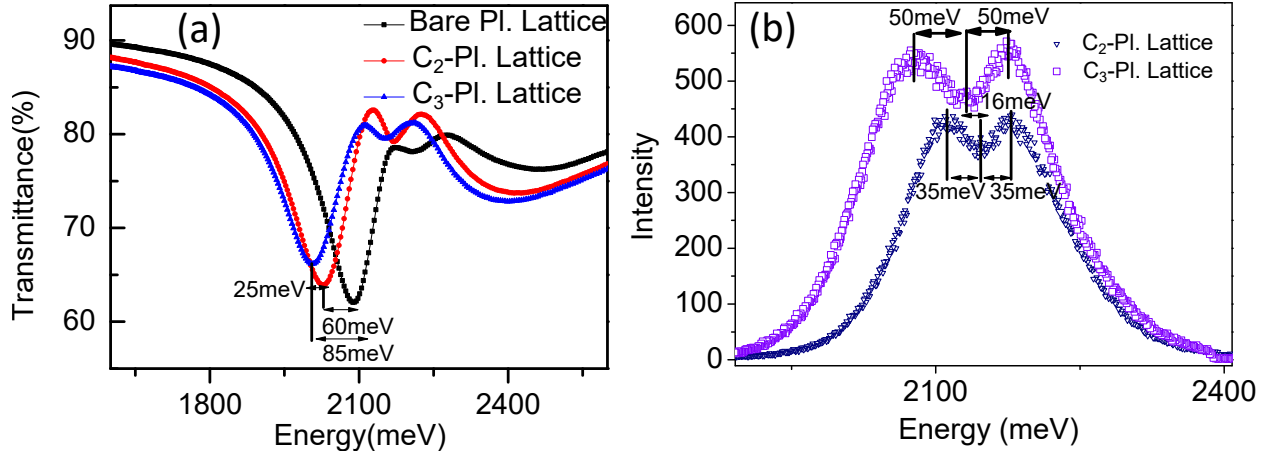 (a)
Bare Pl. Lattice
C₂-Pl. Lattice
C₃-Pl. Lattice
90
80
70
60
Transmittance(%)
25meV
60meV
85meV
1800
2100
2400
Energy(meV)
(b)
50meV
50meV
C₂-Pl. Lattice
C₃-Pl. Lattice
16meV
35meV
35meV
600
500
400
300
200
100
0
Intensity
2100
2400
Energy (meV)